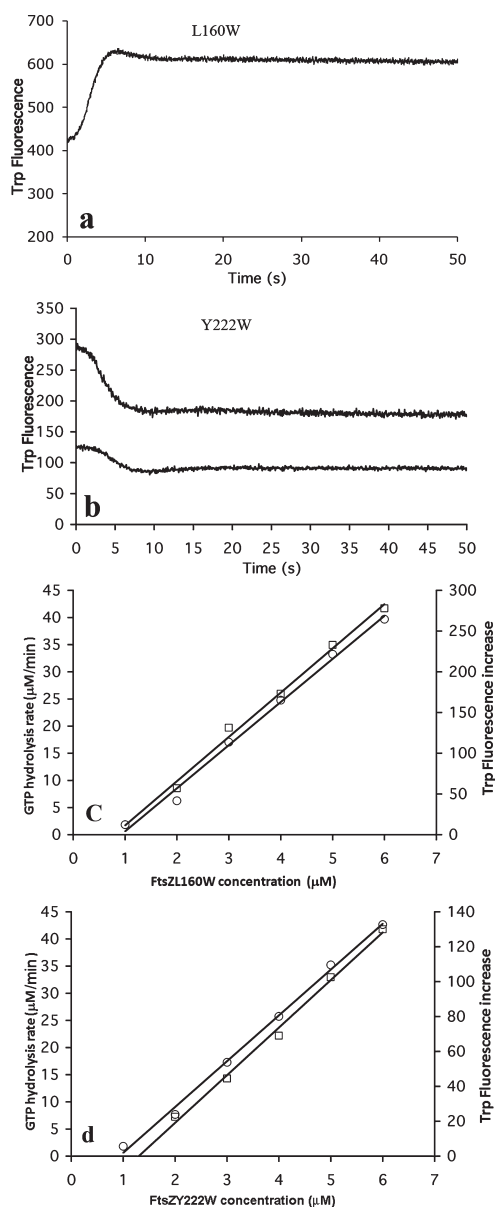 L160W
700
600
500
400
300
200
Trp Fluorescence
a
0 10 20 30 40 50
Time (s)
Y222W
350
300
250
200
150
100
50
0
Trp Fluorescence
b
0 5 10 15 20 25 30 35 40 45 50
Time (s)
45 300
40
35 250
30 200
25
20 150
15 100
10
5 50
0 0
GTP hydrolysis rate (μM/min)
Trp Fluorescence increase
C
0 1 2 3 4 5 6 7
FtsZL160W concentration (μM)
45 140
40 120
35
30 100
25 80
20 60
15
10 40
5 20
0 0
GTP hydrolysis rate (μM/min)
Trp Fluorescence increase
d
0 1 2 3 4 5 6 7
FtsZY222W concentration (μM)